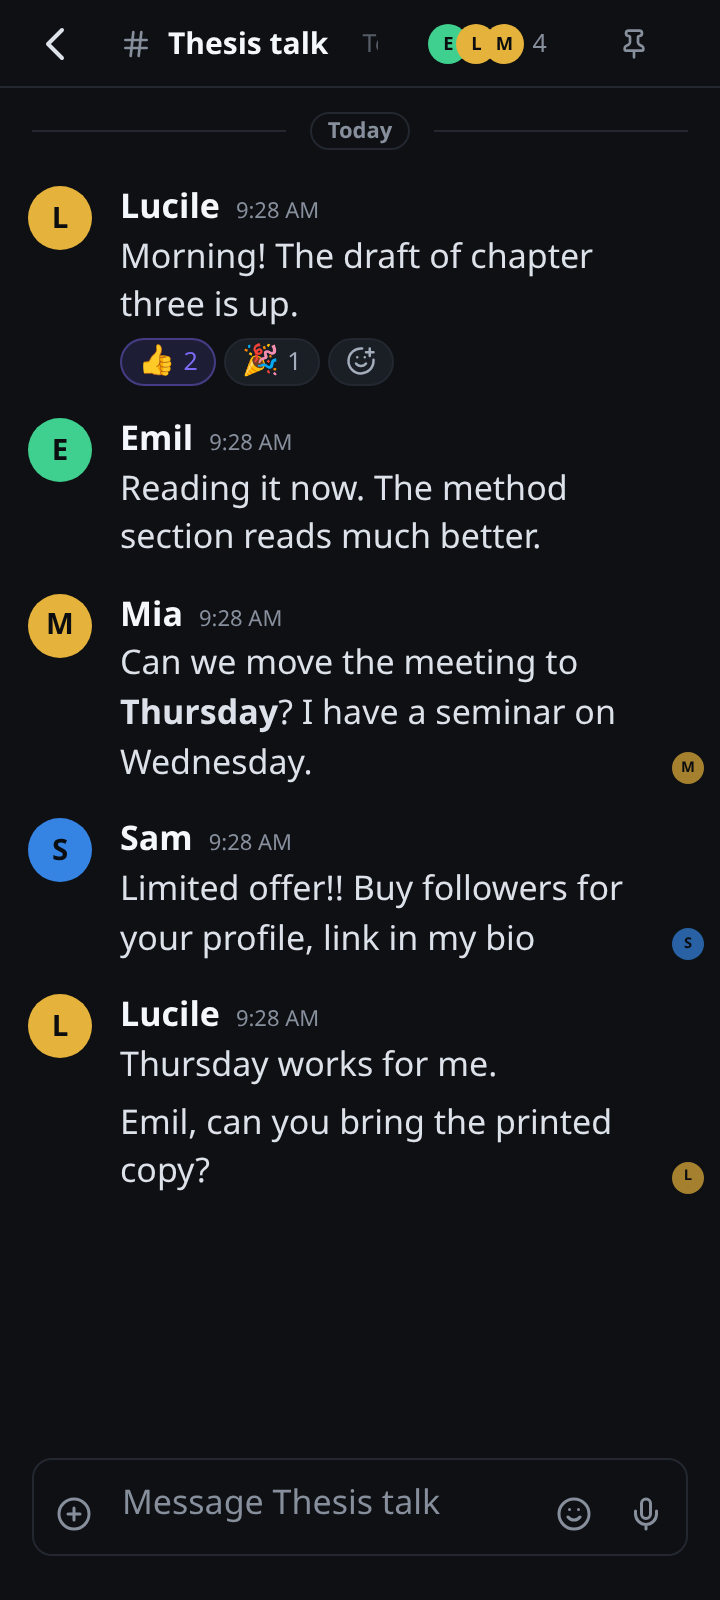 # Thesis talk
E L M 4
Today
L
Lucile 9:28 AM
Morning! The draft of chapter
three is up.
👍 2 🎉 1
E
Emil 9:28 AM
Reading it now. The method
section reads much better.
M
Mia 9:28 AM
Can we move the meeting to
Thursday? I have a seminar on
Wednesday.
M
S
Sam 9:28 AM
Limited offer!! Buy followers for
your profile, link in my bio
S
L
Lucile 9:28 AM
Thursday works for me.
Emil, can you bring the printed
copy?
L
Message Thesis talk